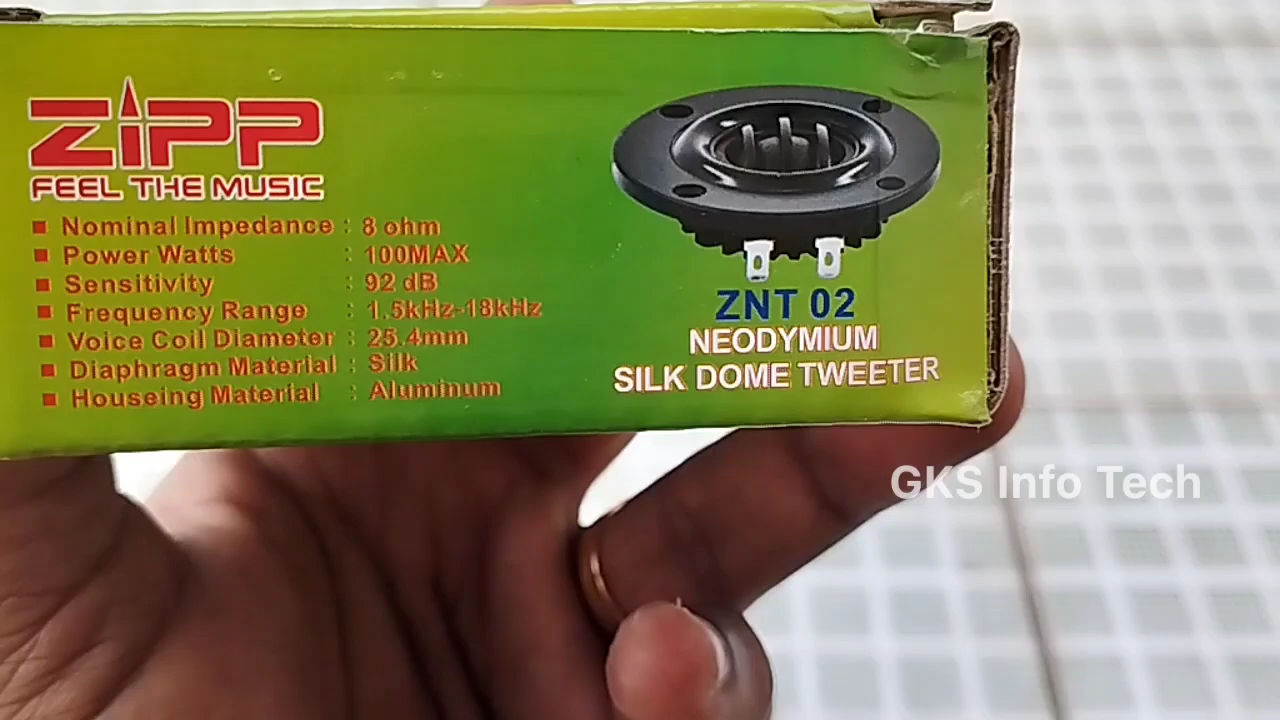 ZiPP
FEEL THE MUSIC
Nominal Impedance : 8 ohm
Power Watts : 100MAX
Sensitivity : 92 dB
Frequency Range : 1.5kHz-18kHz
Voice Coil Diameter : 25.4mm
Diaphragm Material : Silk
Houseing Material : Aluminum
ZNT 02
NEODYMIUM
SILK DOME TWEETER
GKS Info Tech